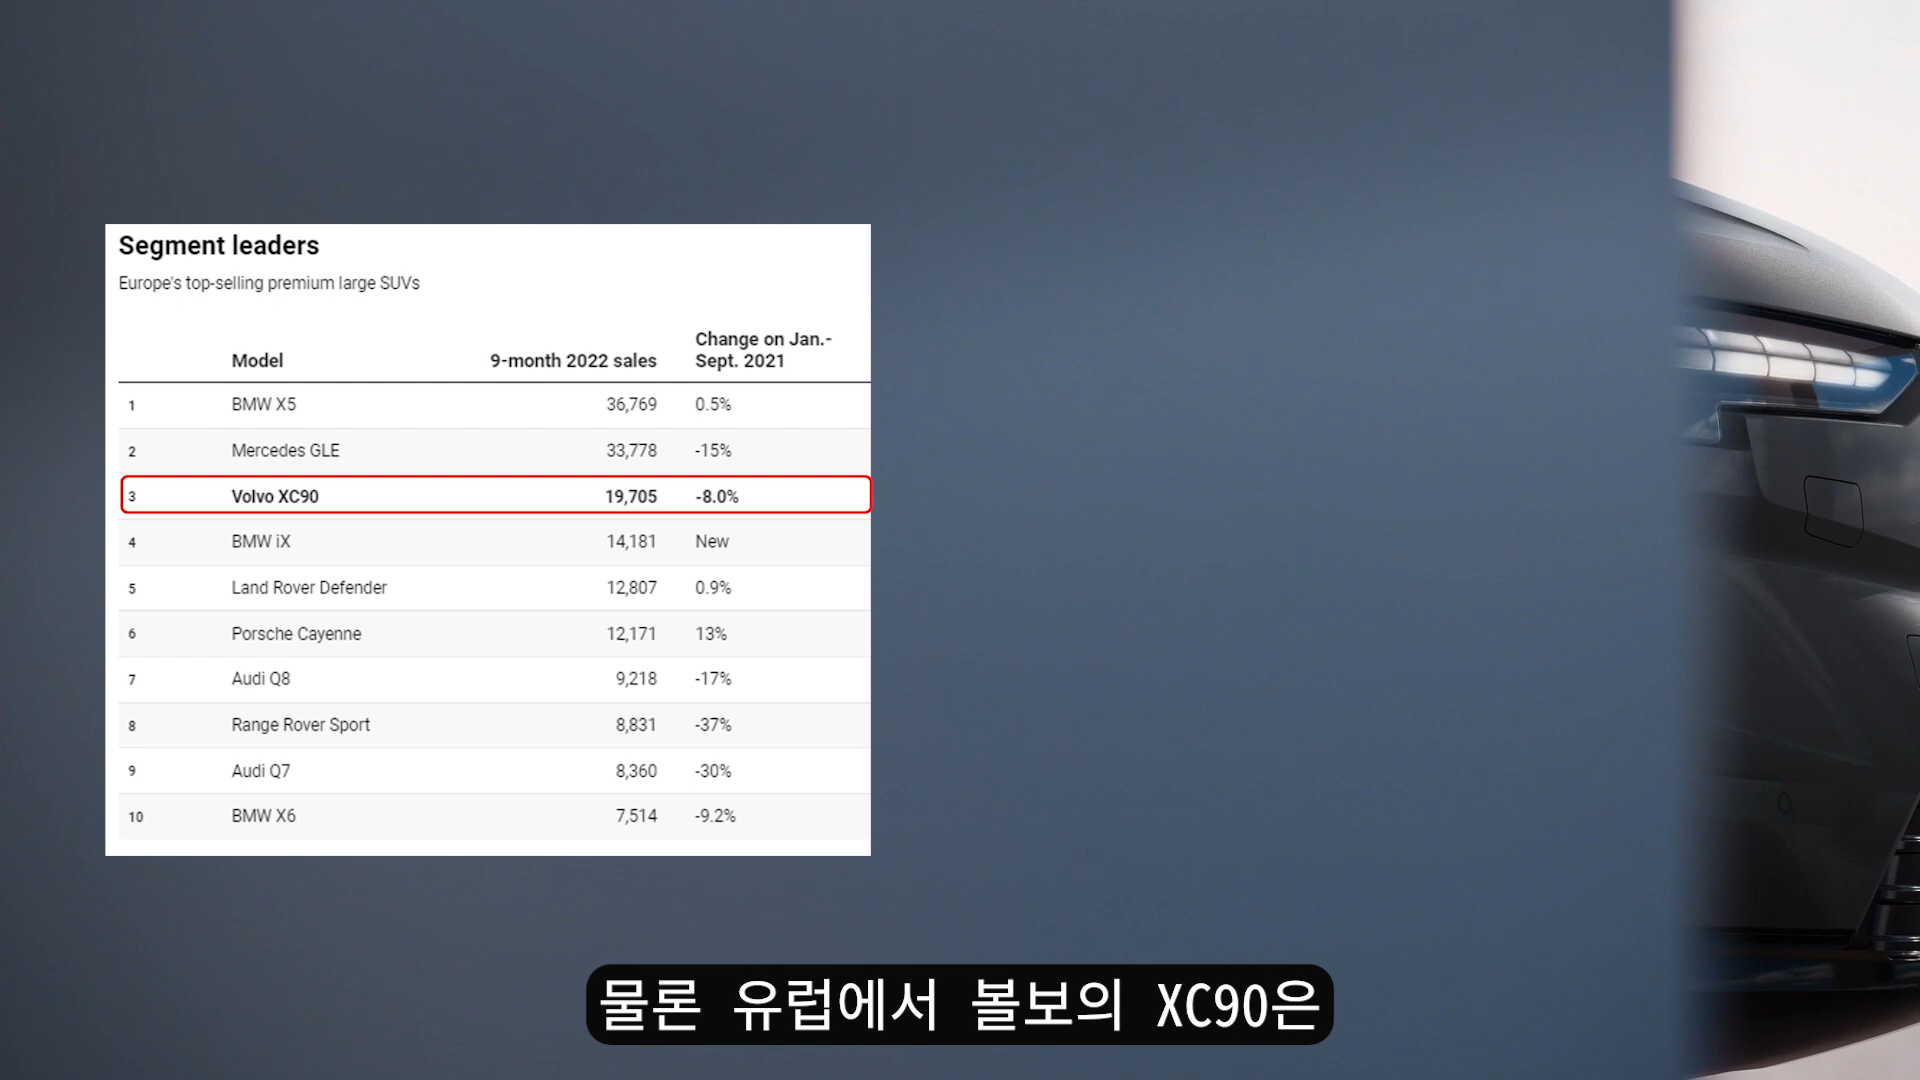 Segment leaders
Europe's top-selling premium large SUVs
Model 9-month 2022 sales Change on Jan.-Sept. 2021
1 BMW X5 36,769 0.5%
2 Mercedes GLE 33,778 -15%
3 Volvo XC90 19,705 -8.0%
4 BMW iX 14,181 New
5 Land Rover Defender 12,807 0.9%
6 Porsche Cayenne 12,171 13%
7 Audi Q8 9,218 -17%
8 Range Rover Sport 8,831 -37%
9 Audi Q7 8,360 -30%
10 BMW X6 7,514 -9.2%
물론 유럽에서 볼보의 XC90은